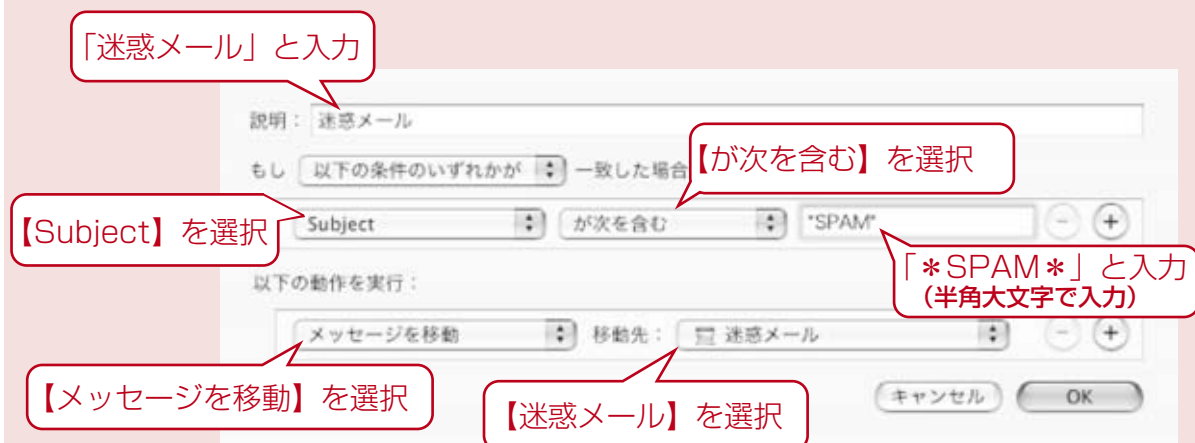 「迷惑メール」と入力
説明： 迷惑メール
もし 以下の条件のいずれかが 一致した場合
【が次を含む】を選択
【Subject】を選択
Subject が次を含む *SPAM* － ＋
「＊SPAM＊」と入力
（半角大文字で入力）
以下の動作を実行：
メッセージを移動 移動先： 迷惑メール － ＋
【メッセージを移動】を選択
【迷惑メール】を選択
キャンセル OK